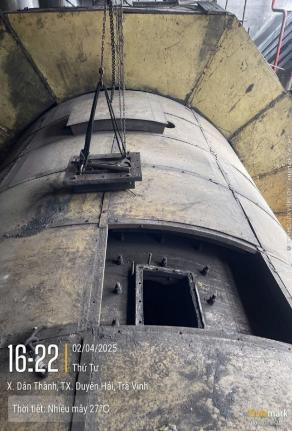 16:22
02/04/2025
Thứ Tư
X. Dân Thành, TX. Duyên Hải, Trà Vinh
Thời tiết: Nhiều mây 27°C